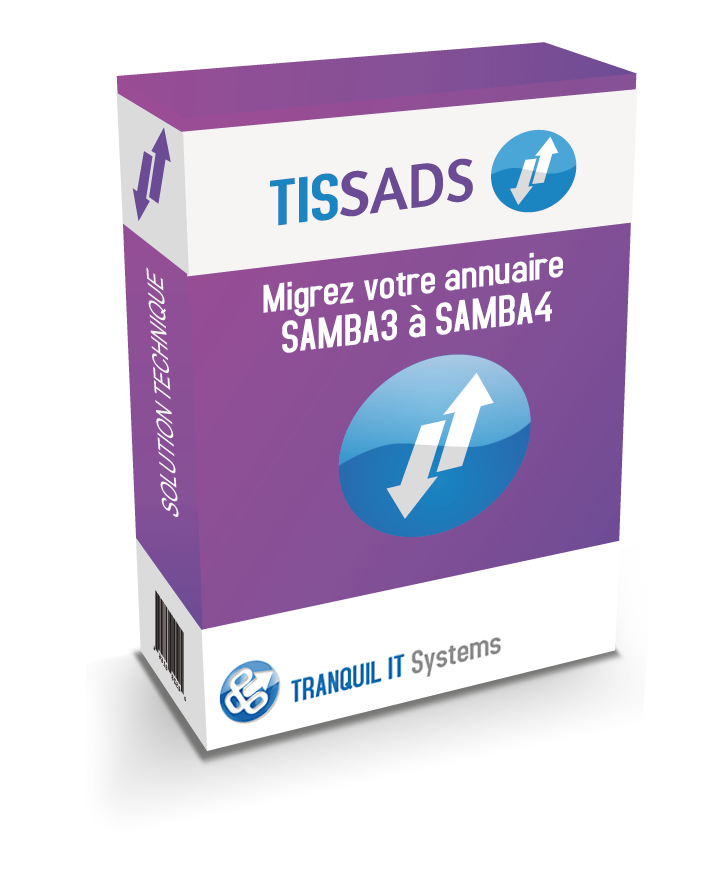 TISSADS
Migrez votre annuaire
SAMBA3 à SAMBA4
SOLUTION TECHNIQUE
TRANQUIL IT Systems